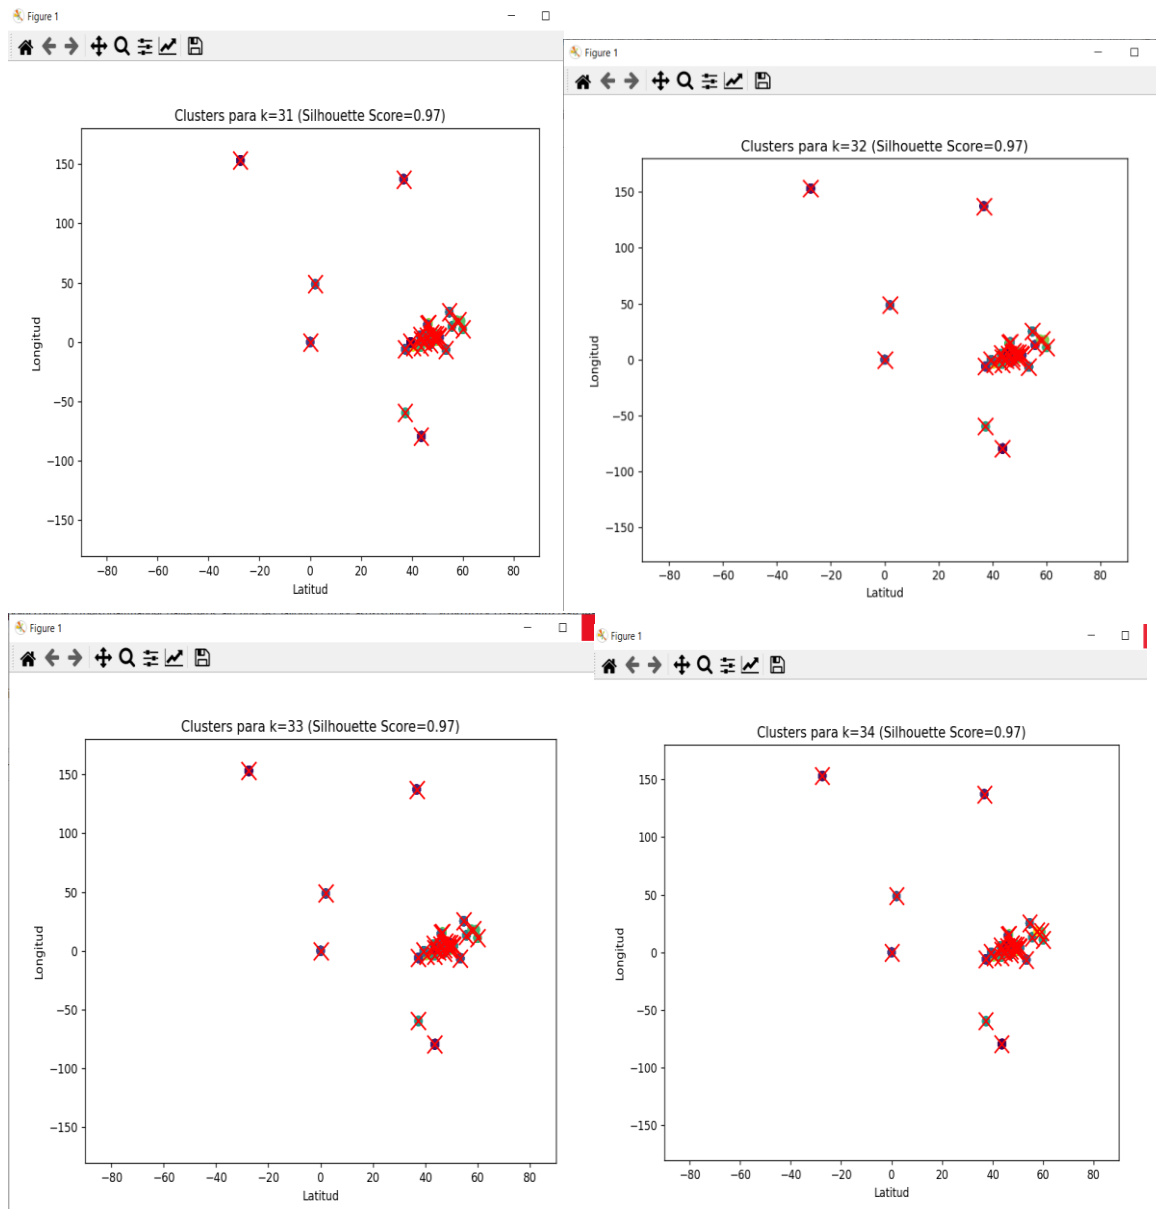 Figure 1
Clusters para k=31 (Silhouette Score=0.97)
150
100
50
0
−50
−100
−150
Longitud
−80 −60 −40 −20 0 20 40 60 80
Latitud
Figure 1
Clusters para k=32 (Silhouette Score=0.97)
150
100
50
0
−50
−100
−150
Longitud
−80 −60 −40 −20 0 20 40 60 80
Latitud
Figure 1
Clusters para k=33 (Silhouette Score=0.97)
150
100
50
0
−50
−100
−150
Longitud
−80 −60 −40 −20 0 20 40 60 80
Latitud
Figure 1
Clusters para k=34 (Silhouette Score=0.97)
150
100
50
0
−50
−100
−150
Longitud
−80 −60 −40 −20 0 20 40 60 80
Latitud